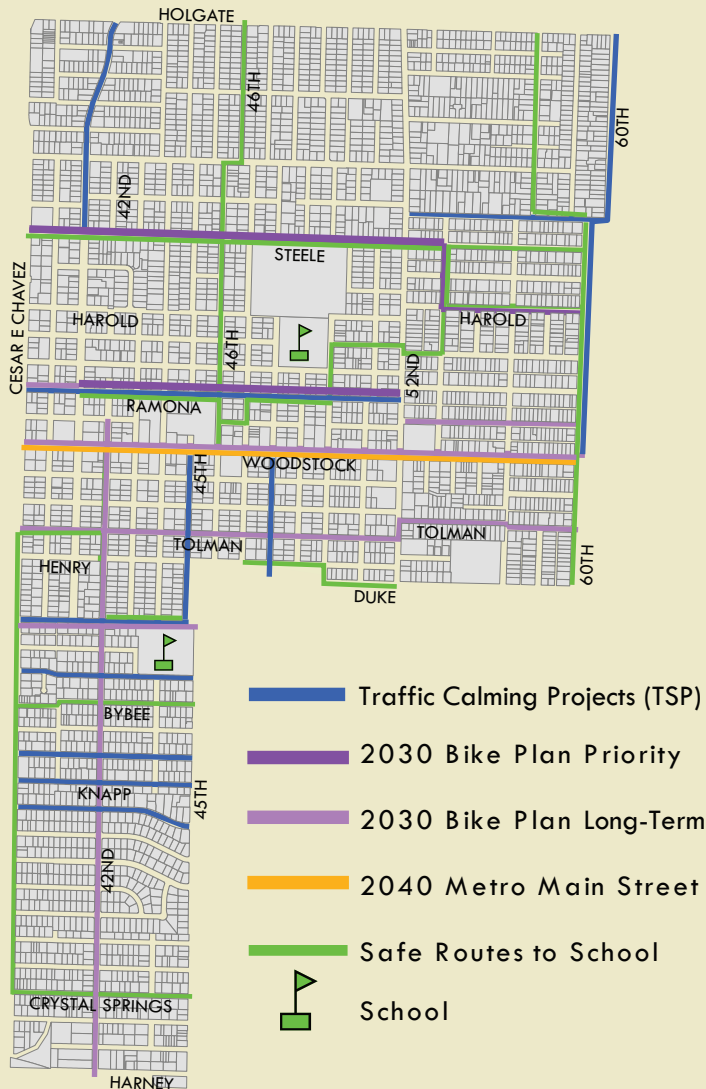 HOLGATE
46TH
60TH
42ND
STEELE
CESAR E CHAVEZ
HAROLD
HAROLD
46TH
52ND
RAMONA
WOODSTOCK
45TH
TOLMAN
TOLMAN
HENRY
60TH
DUKE
BYBEE
KNAPP
45TH
42ND
CRYSTAL SPRINGS
HARNEY
Traffic Calming Projects (TSP)
2030 Bike Plan Priority
2030 Bike Plan Long-Term
2040 Metro Main Street
Safe Routes to School
School